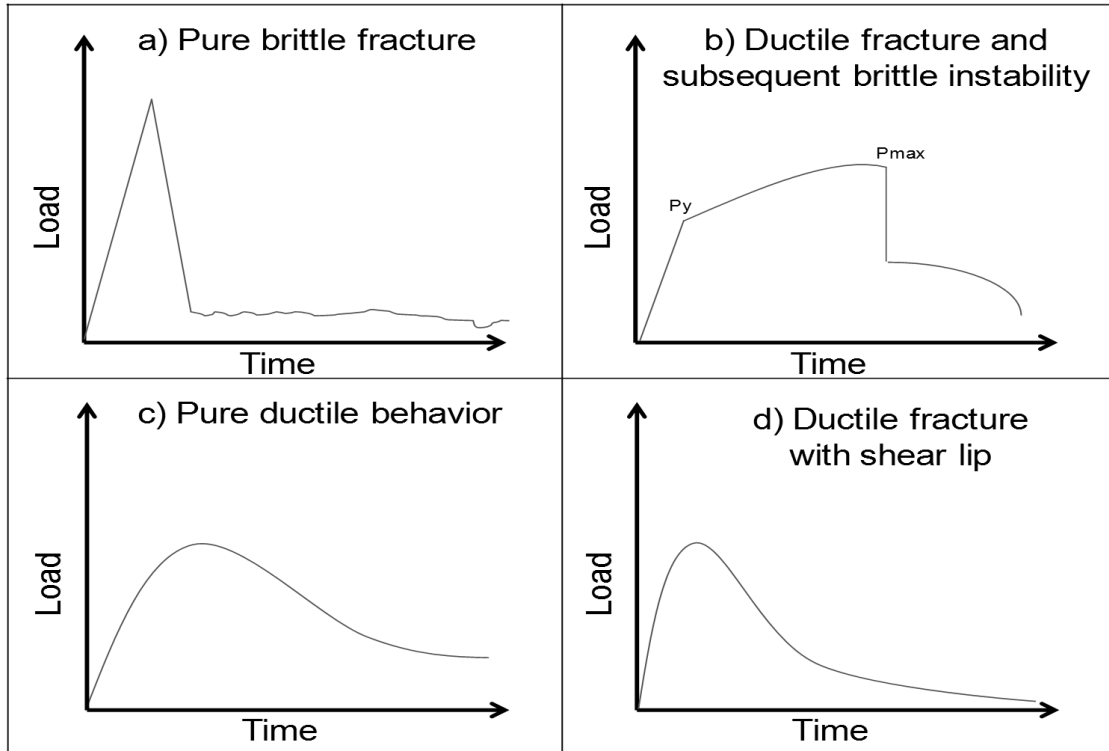 a) Pure brittle fracture
Load
Time
b) Ductile fracture and
subsequent brittle instability
Py
Pmax
Load
Time
c) Pure ductile behavior
Load
Time
d) Ductile fracture
with shear lip
Load
Time